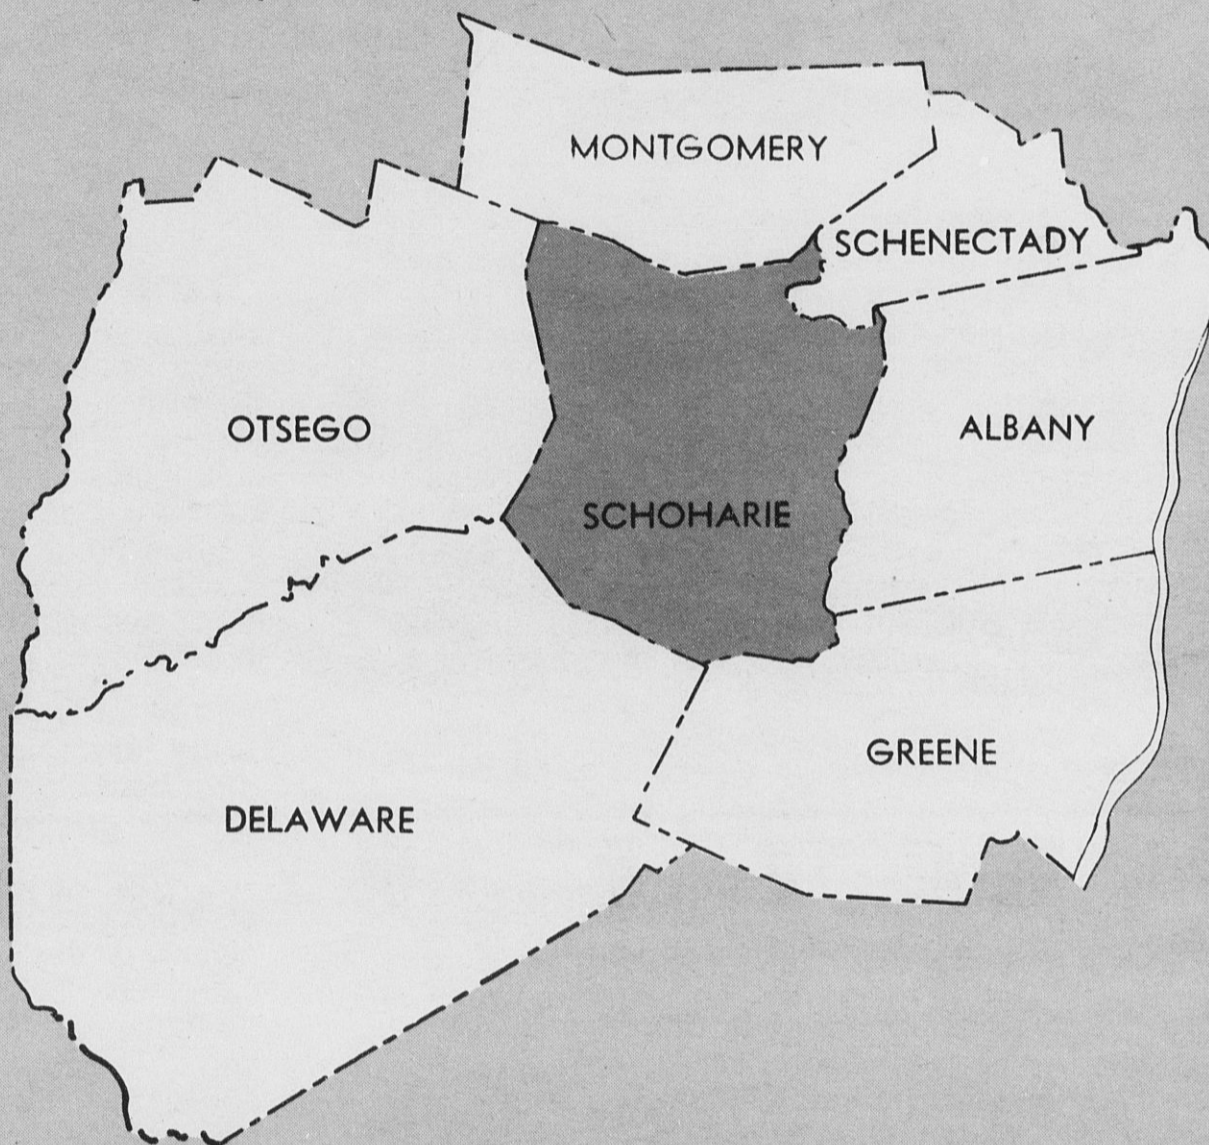 MONTGOMERY
SCHENECTADY
OTSEGO
ALBANY
SCHOHARIE
GREENE
DELAWARE